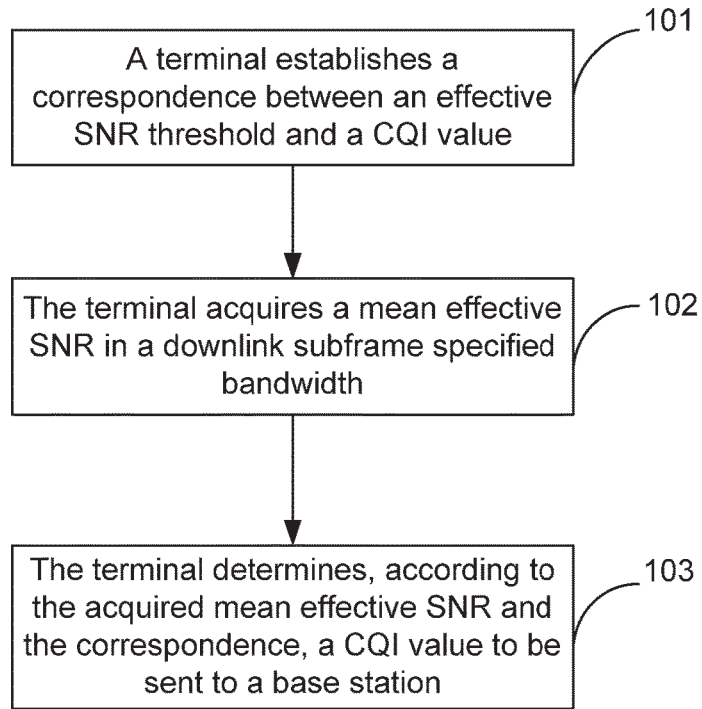 101
A terminal establishes a
correspondence between an effective
SNR threshold and a CQI value
102
The terminal acquires a mean effective
SNR in a downlink subframe specified
bandwidth
103
The terminal determines, according to
the acquired mean effective SNR and
the correspondence, a CQI value to be
sent to a base station